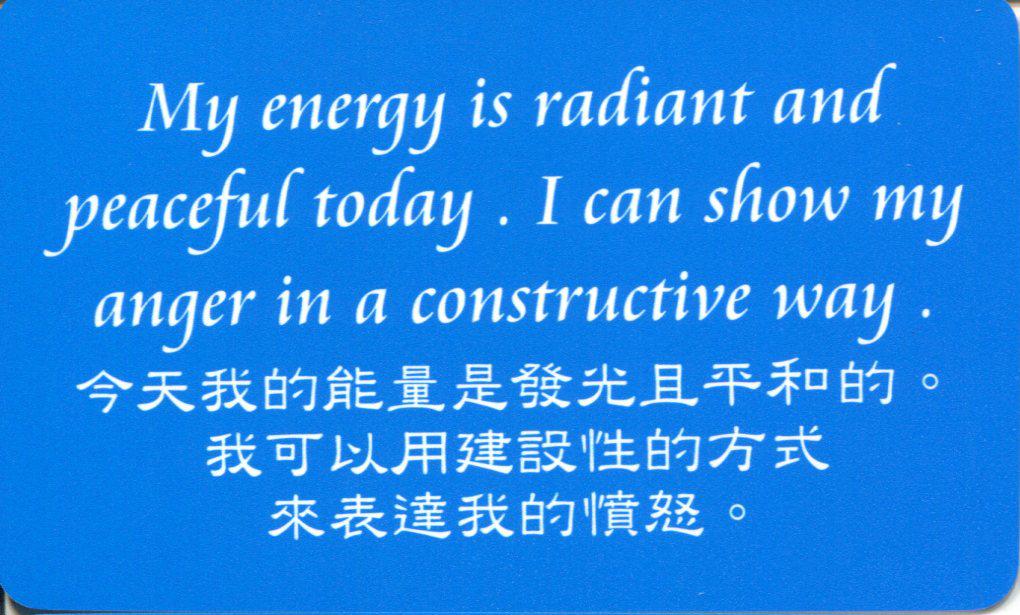 My energy is radiant and
peaceful today . I can show my
anger in a constructive way .
今天我的能量是發光且平和的。
我可以用建設性的方式
來表達我的憤怒。